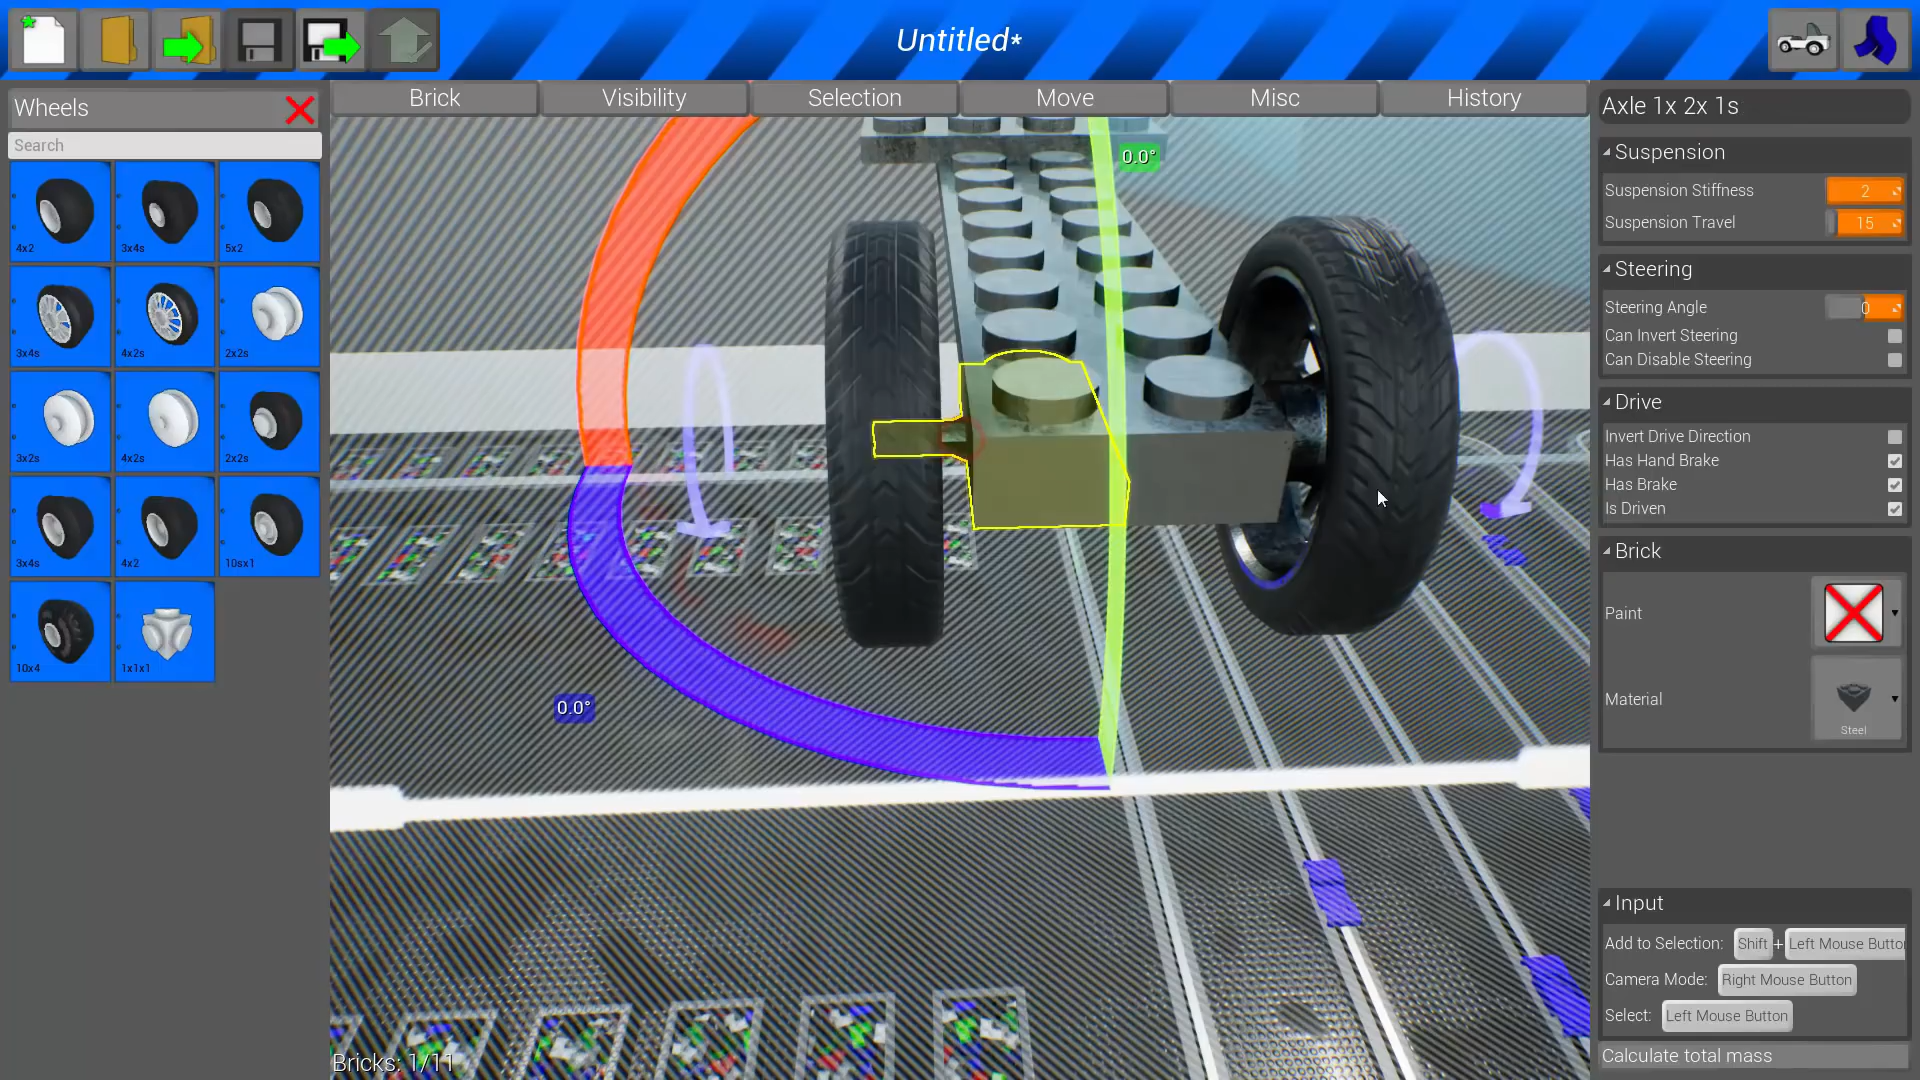 Untitled*
Wheels
Search
4x2
3x4s
5x2
3x4s
4x2s
2x2s
3x2s
4x2s
2x2s
3x4s
4x2
10sx1
10x4
1x1x1
Brick
Visibility
Selection
Move
Misc
History
0.0°
0.0°
Bricks: 1/11
Axle 1x 2x 1s
Suspension
Suspension Stiffness
2
Suspension Travel
15
Steering
Steering Angle
0
Can Invert Steering
Can Disable Steering
Drive
Invert Drive Direction
Has Hand Brake
Has Brake
Is Driven
Brick
Paint
Material
Steel
Input
Add to Selection: Shift + Left Mouse Butto
Camera Mode: Right Mouse Button
Select: Left Mouse Button
Calculate total mass